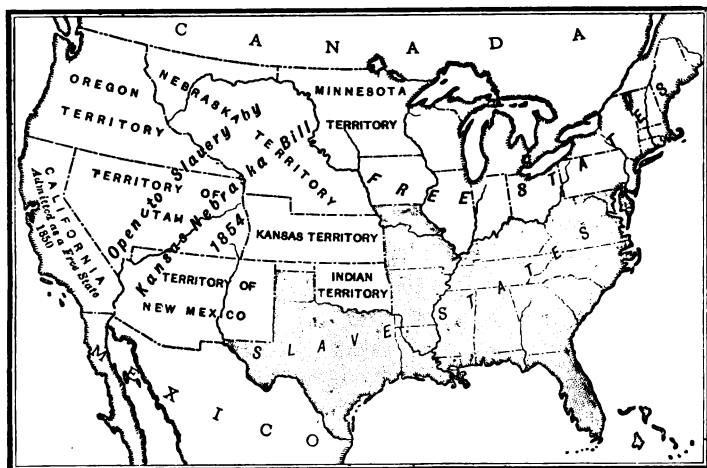 CANADA
OREGON
TERRITORY
NEBRASKA
TERRITORY
MINNESOTA
TERRITORY
Open to Slavery by
Kansas-Nebraska Bill
1854
CALIFORNIA
Admitted as a Free State
1850
TERRITORY OF
UTAH
KANSAS TERRITORY
TERRITORY OF
NEW MEXICO
INDIAN
TERRITORY
FREE STATES
SLAVE STATES
MEXICO